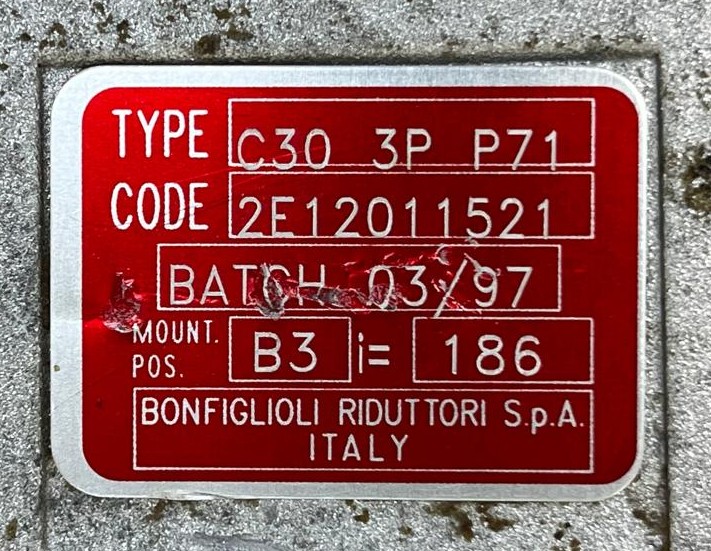 TYPE C30 3P P71
CODE 2E12011521
BATCH 03/97
MOUNT. POS. B3 i= 186
BONFIGLIOLI RIDUTTORI S.p.A.
ITALY